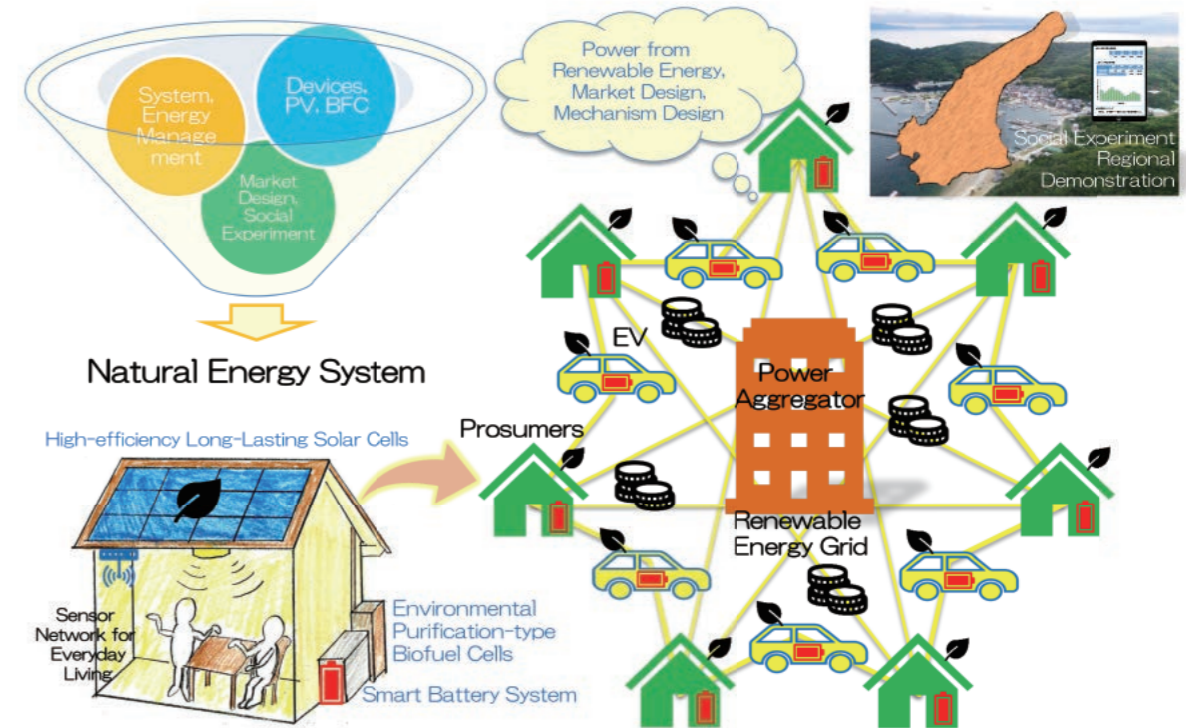 System,
Energy
Manage
ment
Devices,
PV, BFC
Market
Design,
Social
Experiment
Natural Energy System
High-efficiency Long-Lasting Solar Cells
Sensor
Network for
Everyday
Living
Environmental
Purification-type
Biofuel Cells
Smart Battery System
Power from
Renewable Energy,
Market Design,
Mechanism Design
Social Experiment
Regional
Demonstration
EV
Prosumers
Power
Aggregator
Renewable
Energy Grid